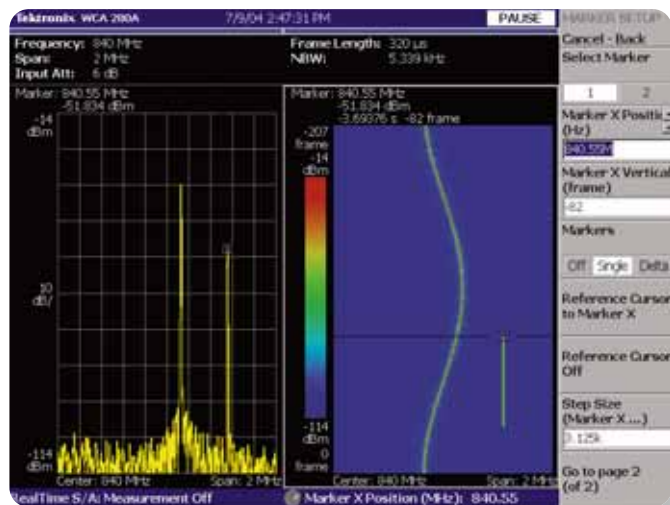 Tektronix WCA 280A 7/9/04 2:47:31 PM PAUSE
MARKER SETUP
Frequency: 840 MHz
Span: 2 MHz
Input Att: 6 dB
Frame Length: 320 µs
NBW: 5.339 kHz
Cancel - Back
Select Marker
1 2
Marker X Position
(Hz)
840.55M
Marker X Vertical
(frame)
-82
Markers
Off Single Delta
Reference Cursor
to Marker X
Reference Cursor
Off
Step Size
(Marker X ...)
3.125k
Go to page 2
(of 2)
Marker: 840.55 MHz
-51.834 dBm
-14
dBm
10
dB/
-114
dBm
Center: 840 MHz Span: 2 MHz
Marker: 840.55 MHz
-51.834 dBm
-3.69376 s -82 frame
-207
frame
-14
dBm
-114
dBm
0
frame
Center: 840 MHz Span: 2 MHz
RealTime S/A: Measurement Off
Marker X Position (MHz): 840.55